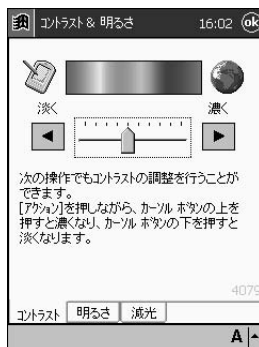 コントラスト & 明るさ 16:02 ok
淡く 濃く
次の操作でもコントラストの調整を行うことが
できます。
[アクション]を押しながら、カーソル ボタンの上を
押すと濃くなり、カーソル ボタンの下を押すと
淡くなります。
4079
コントラスト 明るさ 減光
A